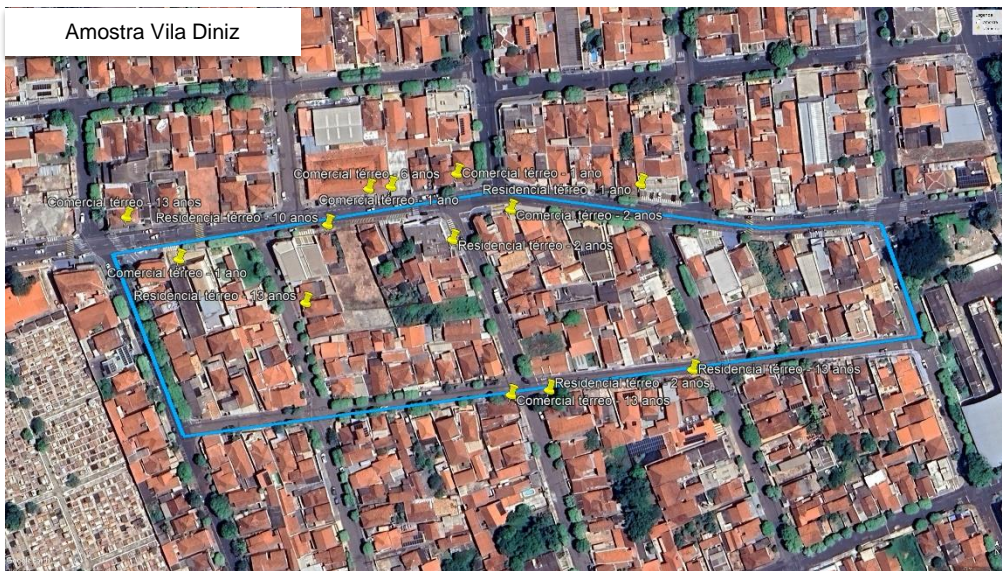 Amostra Vila Diniz
Comercial térreo - 6 anos
Comercial térreo - 1 ano
Residencial térreo - 1 ano
Comercial térreo - 13 anos
Comercial térreo - 1 ano
Residencial térreo - 10 anos
Comercial térreo - 2 anos
Residencial térreo - 2 anos
Comercial térreo - 1 ano
Residencial térreo - 13 anos
Residencial térreo - 13 anos
Residencial térreo - 2 anos
Comercial térreo - 13 anos